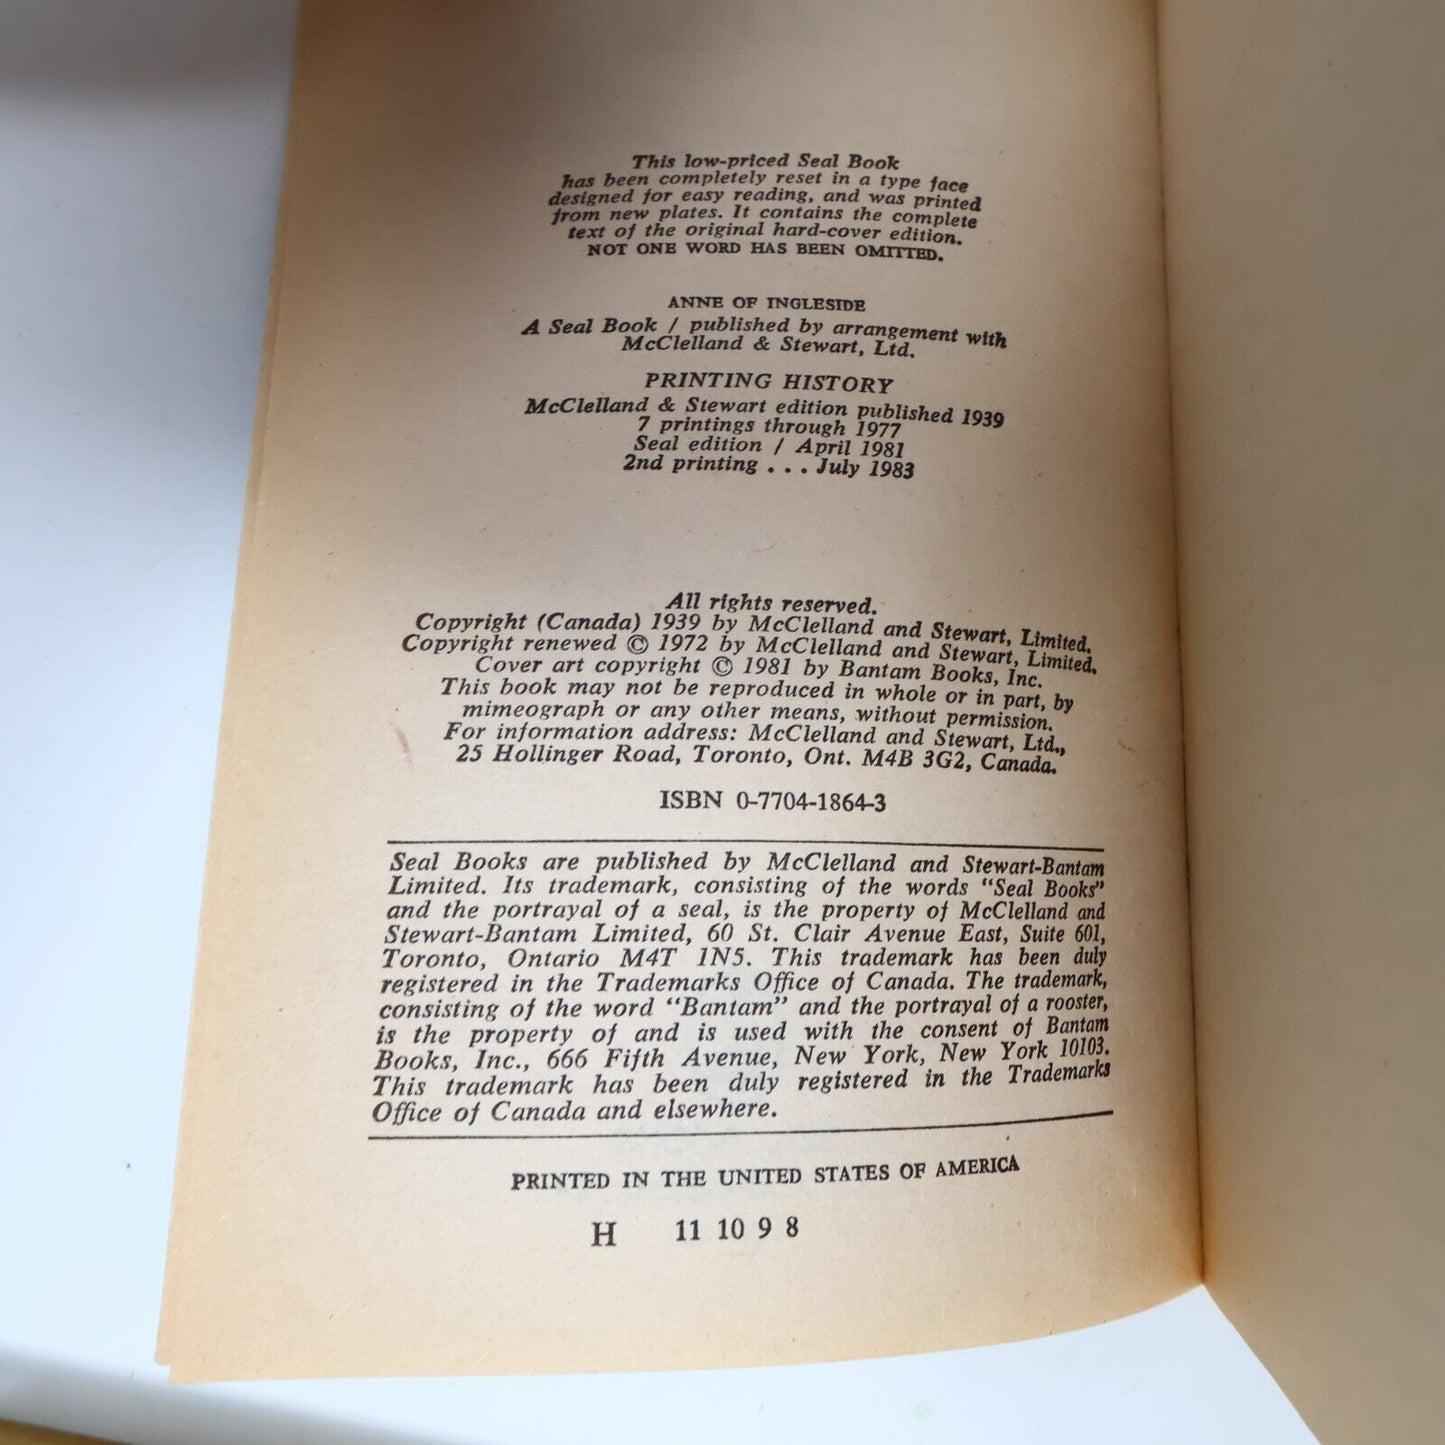 This low-priced Seal Book
has been completely reset in a type face
designed for easy reading, and was printed
from new plates. It contains the complete
text of the original hard-cover edition.
NOT ONE WORD HAS BEEN OMITTED.
ANNE OF INGLESIDE
A Seal Book / published by arrangement with
McClelland & Stewart, Ltd.
PRINTING HISTORY
McClelland & Stewart edition published 1939
7 printings through 1977
Seal edition / April 1981
2nd printing . . . July 1983
All rights reserved.
Copyright (Canada) 1939 by McClelland and Stewart, Limited.
Copyright renewed © 1972 by McClelland and Stewart, Limited.
Cover art copyright © 1981 by Bantam Books, Inc.
This book may not be reproduced in whole or in part, by
mimeograph or any other means, without permission.
For information address: McClelland and Stewart, Ltd.,
25 Hollinger Road, Toronto, Ont. M4B 3G2, Canada.
ISBN 0-7704-1864-3
Seal Books are published by McClelland and Stewart-Bantam
Limited. Its trademark, consisting of the words "Seal Books"
and the portrayal of a seal, is the property of McClelland and
Stewart-Bantam Limited, 60 St. Clair Avenue East, Suite 601,
Toronto, Ontario M4T 1N5. This trademark has been duly
registered in the Trademarks Office of Canada. The trademark,
consisting of the word "Bantam" and the portrayal of a rooster,
is the property of and is used with the consent of Bantam
Books, Inc., 666 Fifth Avenue, New York, New York 10103.
This trademark has been duly registered in the Trademarks
Office of Canada and elsewhere.
PRINTED IN THE UNITED STATES OF AMERICA
H 11 10 9 8